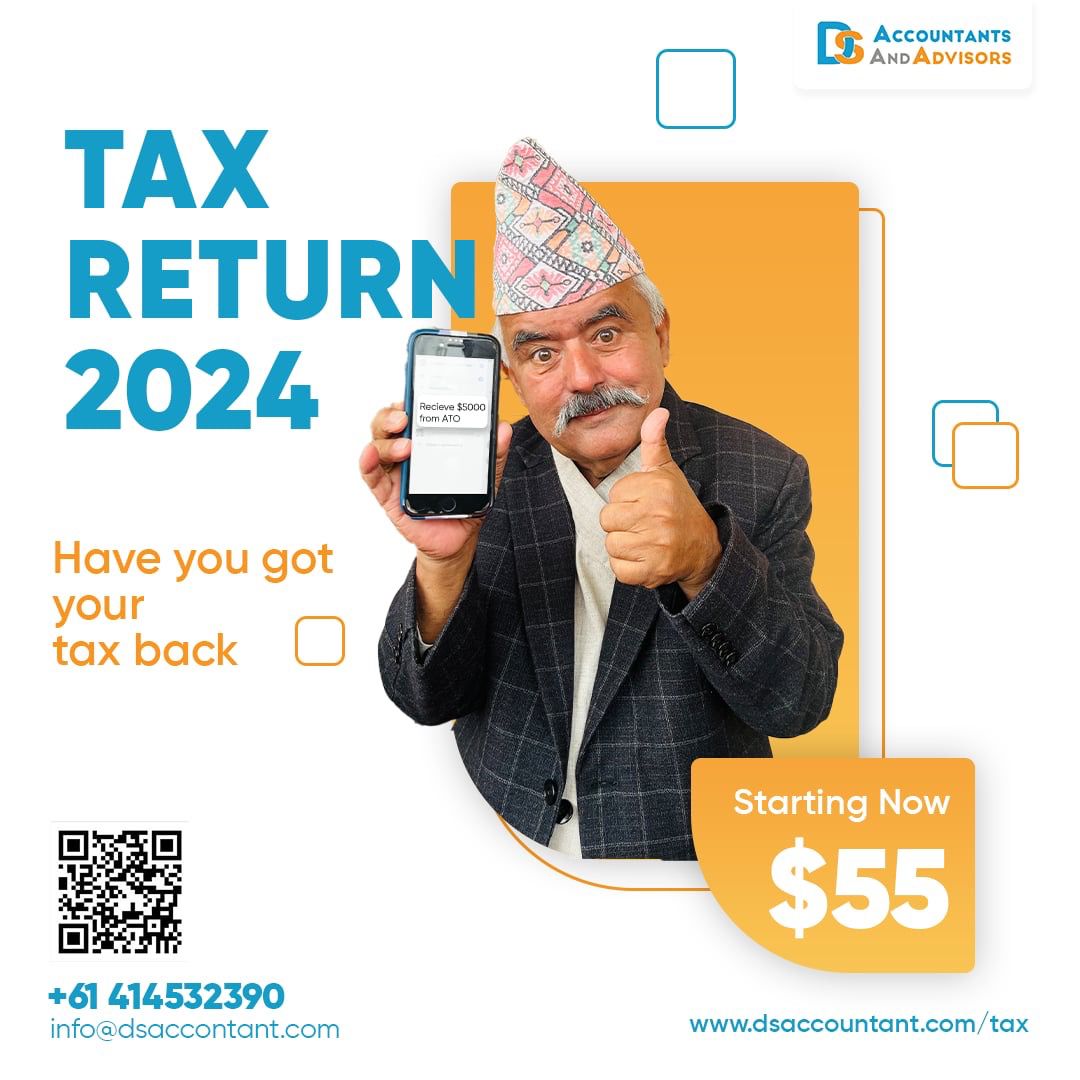 DS ACCOUNTANTS
AND ADVISORS
TAX
RETURN
2024
Recieve $5000
from ATO
Have you got
your
tax back
Starting Now
$55
+61 414532390
info@dsaccontant.com
www.dsaccountant.com/tax